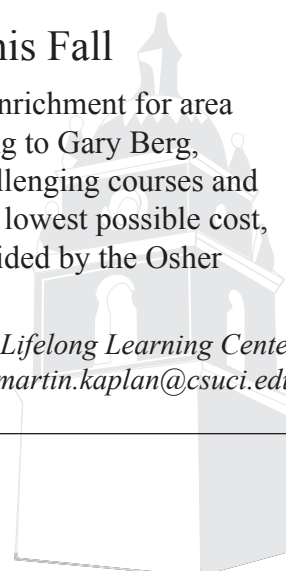 his Fall
nrichment for area
g to Gary Berg,
llenging courses and
lowest possible cost,
ided by the Osher
Lifelong Learning Cente
martin.kaplan@csuci.edu